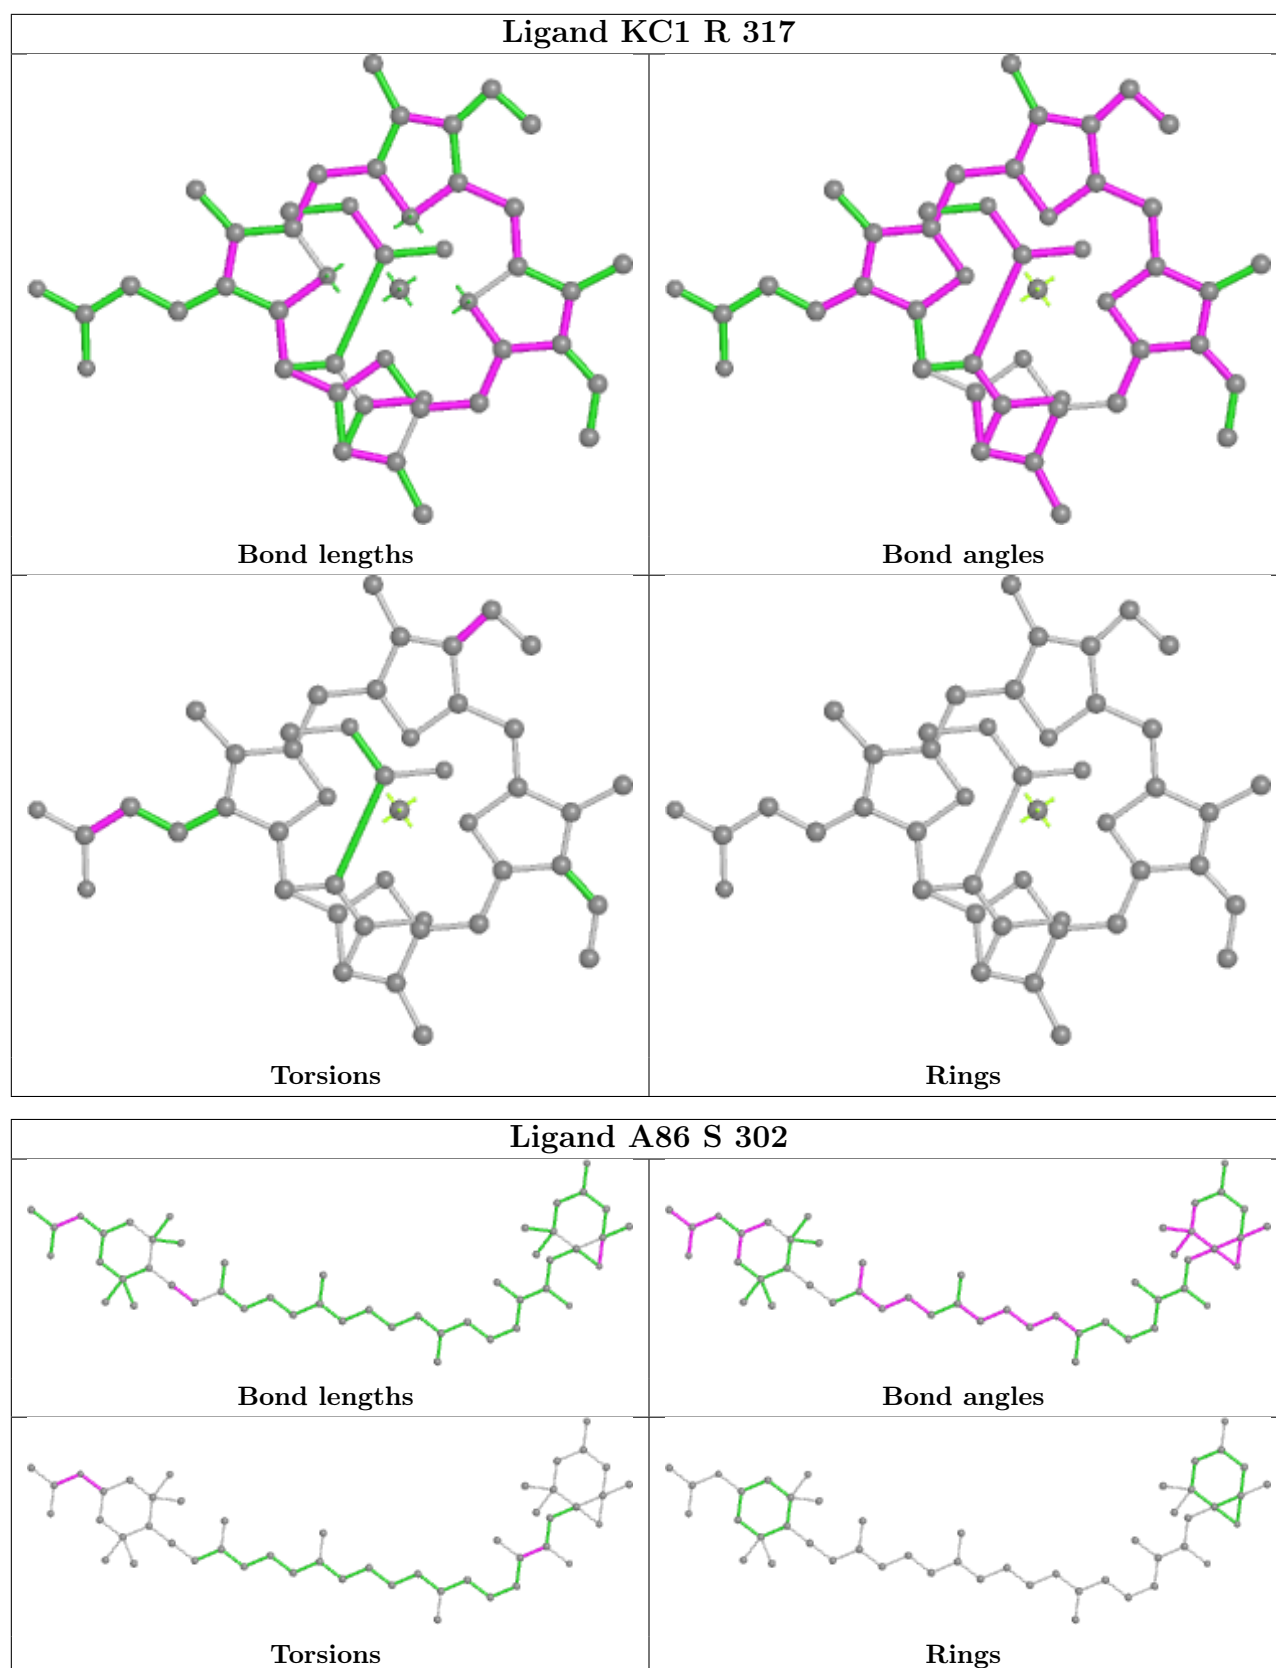 Ligand KC1 R 317
Bond lengths
Bond angles
Torsions
Rings
Ligand A86 S 302
Bond lengths
Bond angles
Torsions
Rings